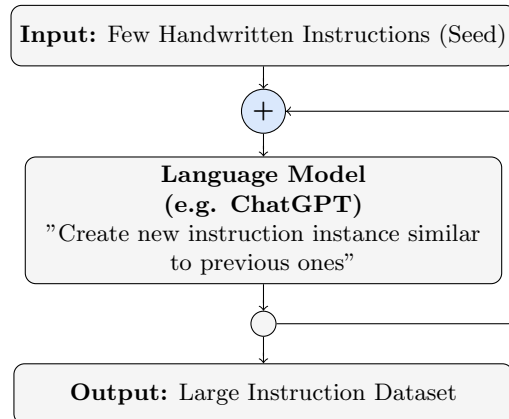 Input: Few Handwritten Instructions (Seed)
+
Language Model
(e.g. ChatGPT)
”Create new instruction instance similar
to previous ones”
Output: Large Instruction Dataset